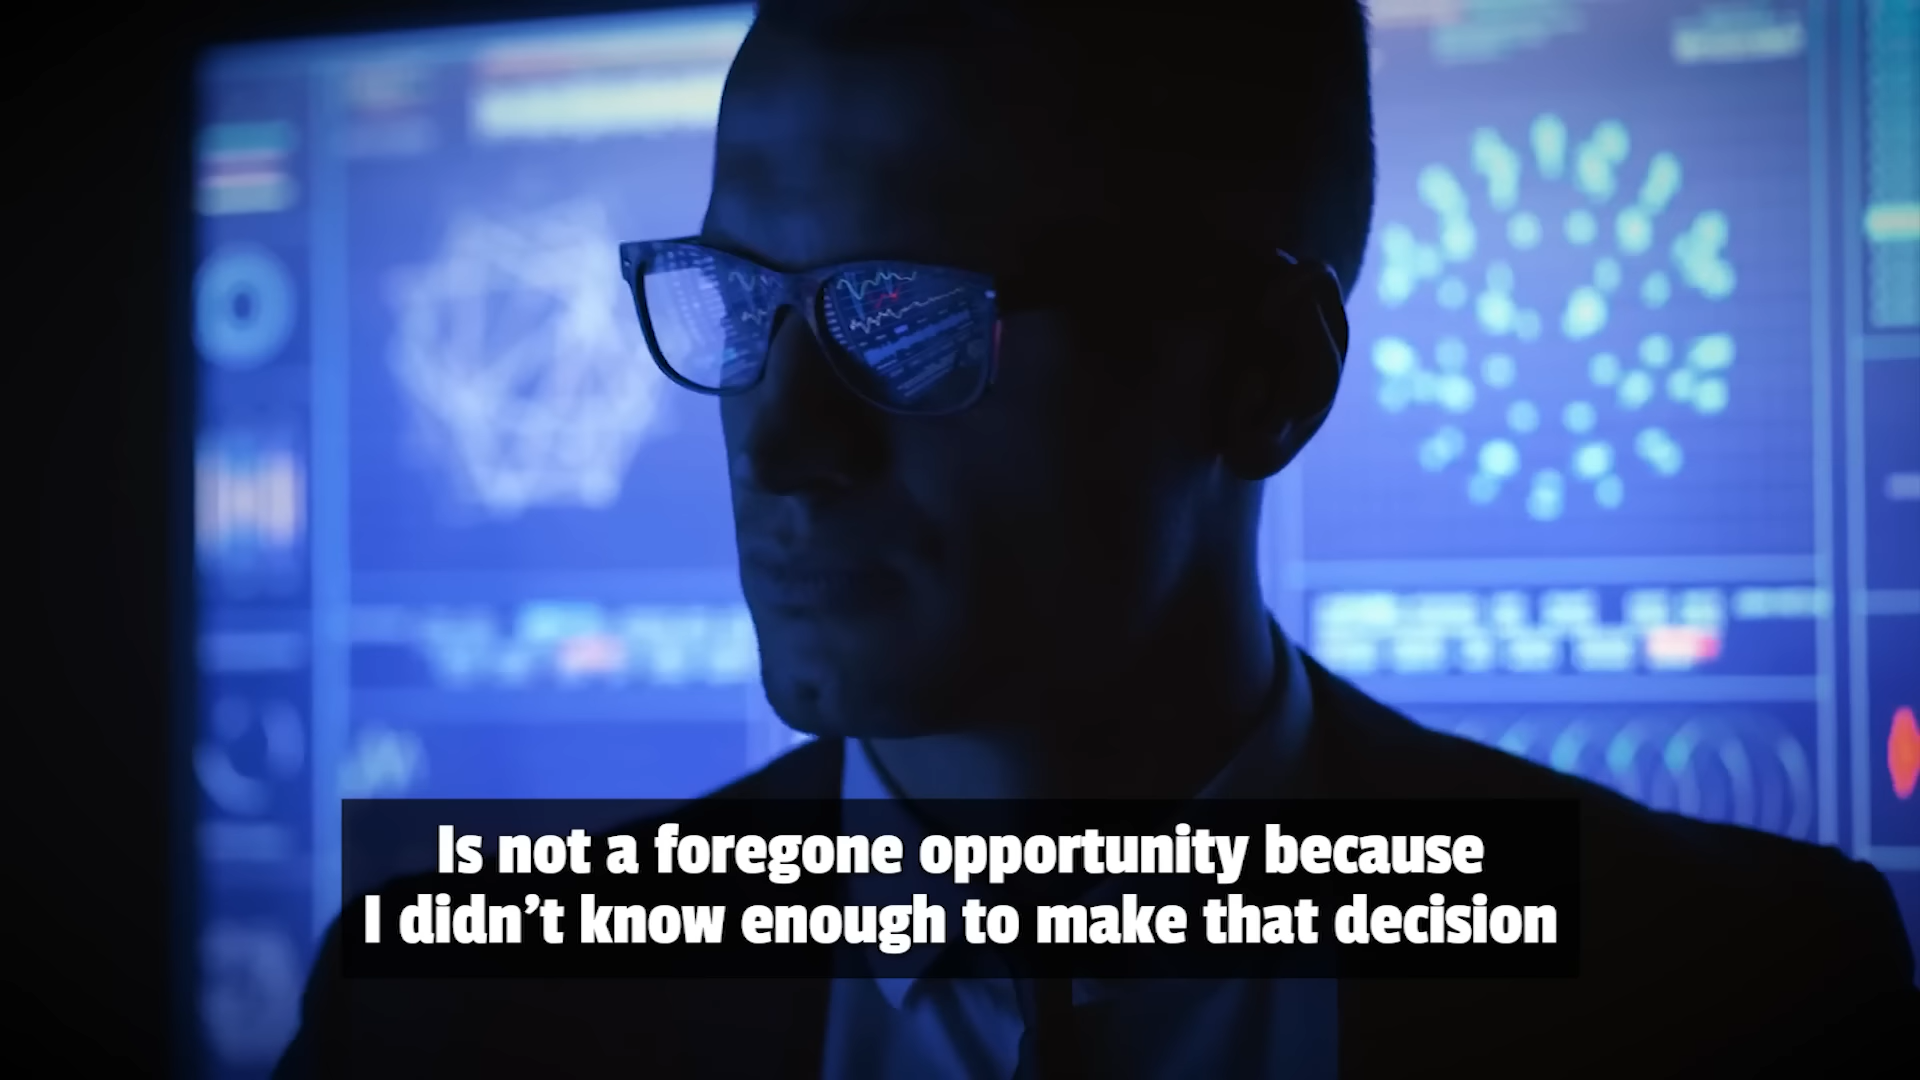 Is not a foregone opportunity because
I didn't know enough to make that decision